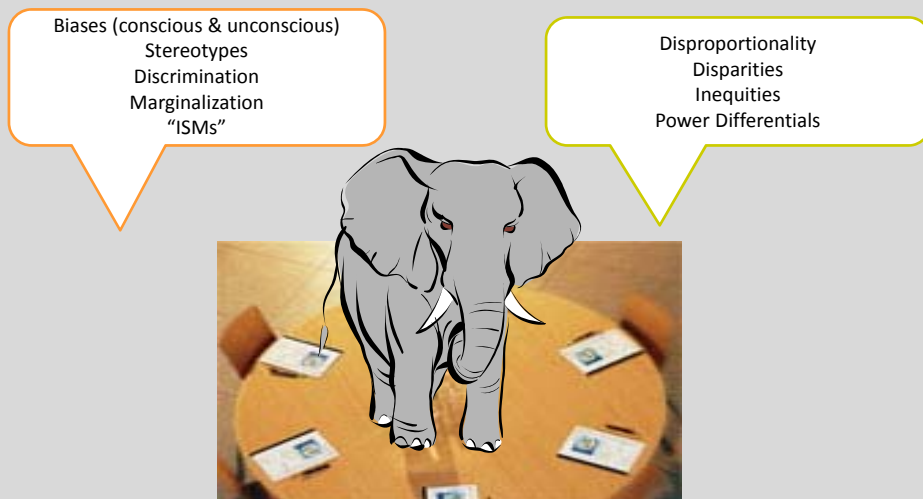 Biases (conscious & unconscious)
Stereotypes
Discrimination
Marginalization
“ISMs”
Disproportionality
Disparities
Inequities
Power Differentials